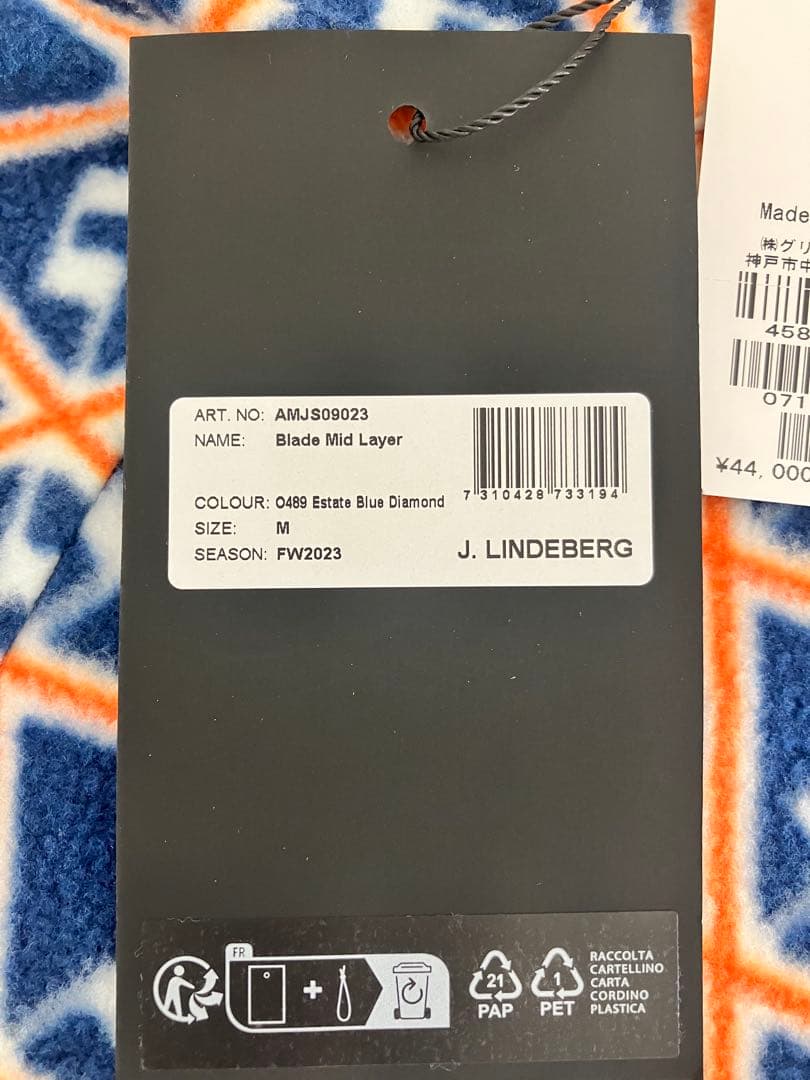 ART. NO: AMJS09023
NAME: Blade Mid Layer
COLOUR: O489 Estate Blue Diamond
SIZE: M
SEASON: FW2023
7 310428 733194
J. LINDEBERG
Made
㈱グリ
神戸市中
458
071
¥44,000
FR
21
PAP
1
PET
RACCOLTA
CARTELLINO
CARTA
CORDINO
PLASTICA